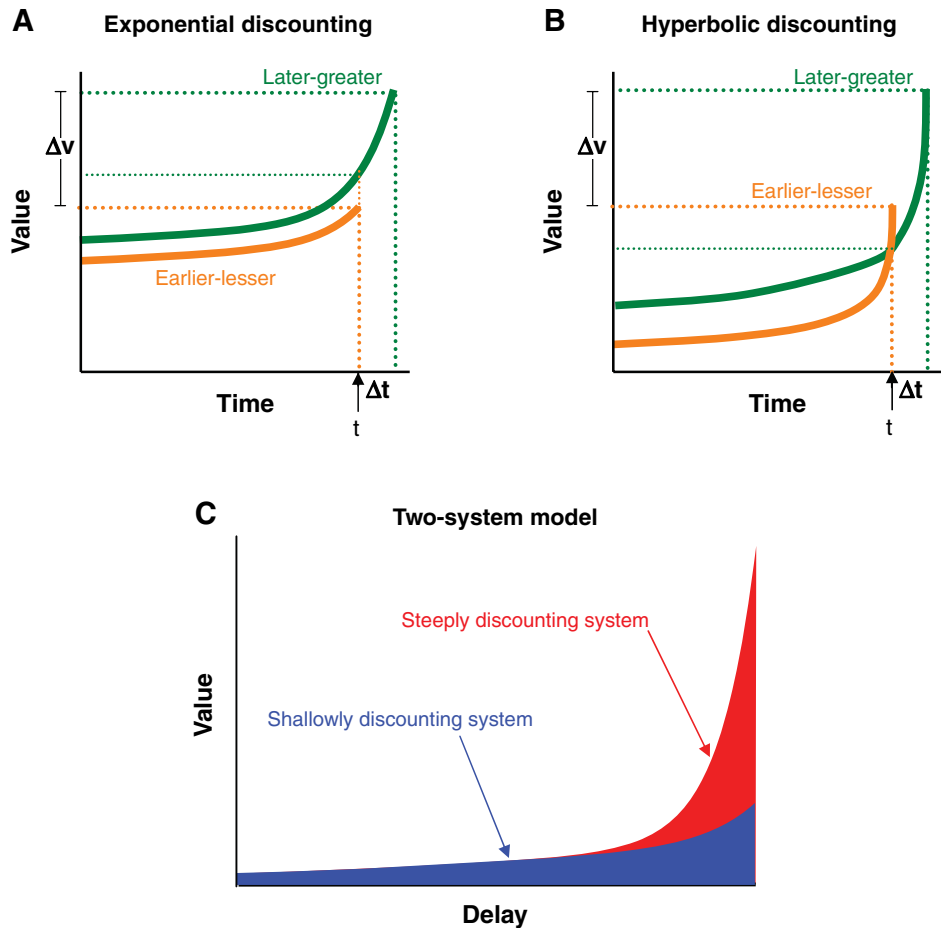 A
Exponential discounting
Later-greater
Δv
Value
Earlier-lesser
Time
Δt
t
B
Hyperbolic discounting
Later-greater
Δv
Value
Earlier-lesser
Time
Δt
t
C
Two-system model
Steeply discounting system
Shallowly discounting system
Value
Delay